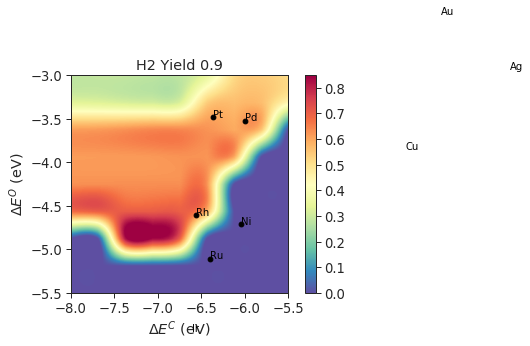 Au
Ag
H2 Yield 0.9
−3.0
−3.5
−4.0
−4.5
−5.0
−5.5
ΔE^O (eV)
Pt
Pd
Cu
Rh
Ni
Ru
0.8
0.7
0.6
0.5
0.4
0.3
0.2
0.1
0.0
−8.0 −7.5 −7.0 −6.5 −6.0 −5.5
ΔE^C (eV)